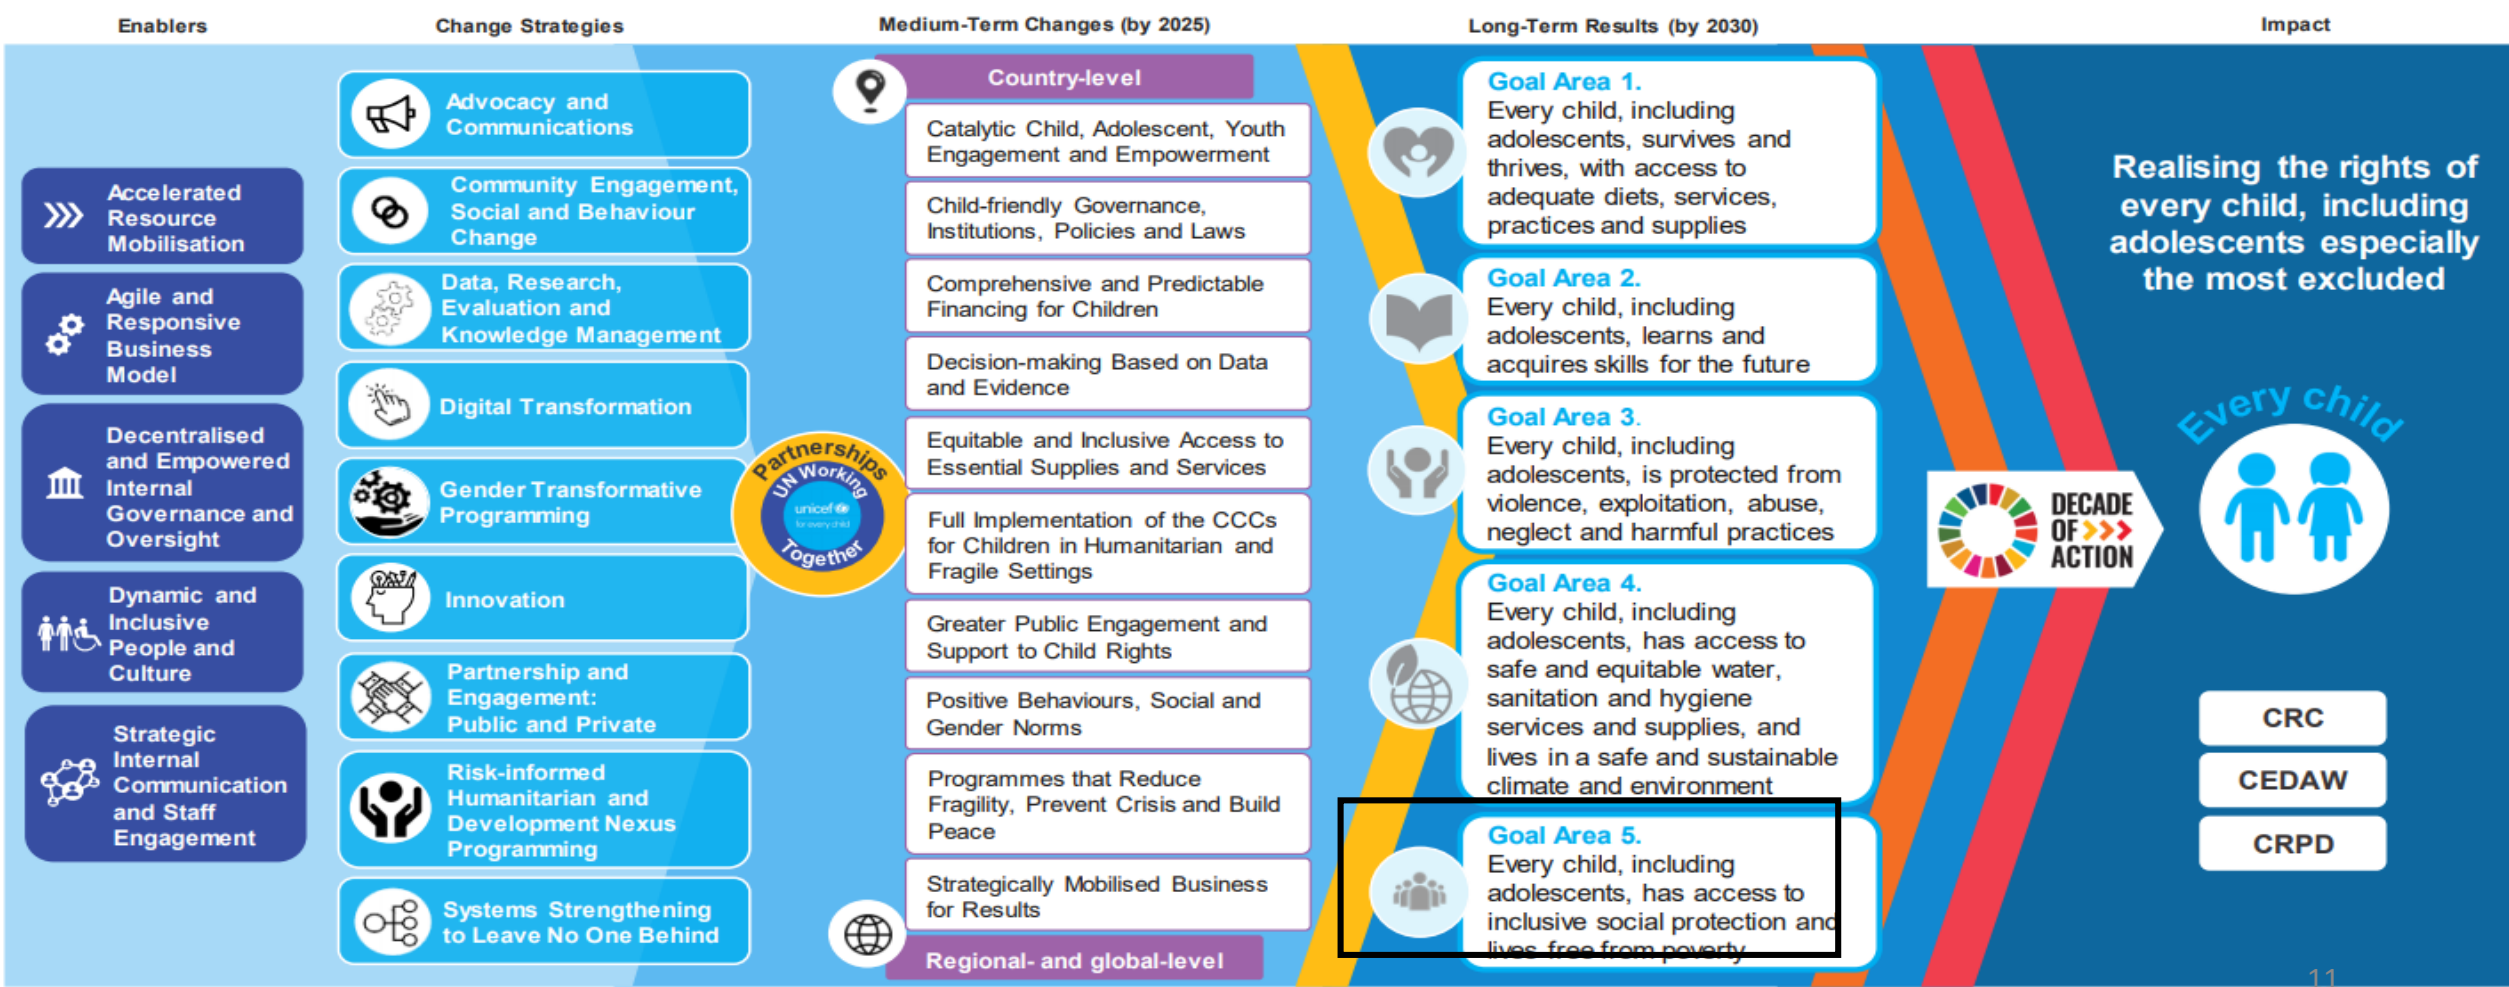 Enablers
Change Strategies
Medium-Term Changes (by 2025)
Long-Term Results (by 2030)
Impact
Accelerated
Resource
Mobilisation
Agile and
Responsive
Business
Model
Decentralised
and Empowered
Internal
Governance and
Oversight
Dynamic and
Inclusive
People and
Culture
Strategic
Internal
Communication
and Staff
Engagement
Advocacy and
Communications
Community Engagement,
Social and Behaviour
Change
Data, Research,
Evaluation and
Knowledge Management
Digital Transformation
Gender Transformative
Programming
Innovation
Partnership and
Engagement:
Public and Private
Risk-informed
Humanitarian and
Development Nexus
Programming
Systems Strengthening
to Leave No One Behind
Partnerships
UN Working
unicef
for every child
Together
Country-level
Catalytic Child, Adolescent, Youth
Engagement and Empowerment
Child-friendly Governance,
Institutions, Policies and Laws
Comprehensive and Predictable
Financing for Children
Decision-making Based on Data
and Evidence
Equitable and Inclusive Access to
Essential Supplies and Services
Full Implementation of the CCCs
for Children in Humanitarian and
Fragile Settings
Greater Public Engagement and
Support to Child Rights
Positive Behaviours, Social and
Gender Norms
Programmes that Reduce
Fragility, Prevent Crisis and Build
Peace
Strategically Mobilised Business
for Results
Regional- and global-level
Goal Area 1.
Every child, including
adolescents, survives and
thrives, with access to
adequate diets, services,
practices and supplies
Goal Area 2.
Every child, including
adolescents, learns and
acquires skills for the future
Goal Area 3.
Every child, including
adolescents, is protected from
violence, exploitation, abuse,
neglect and harmful practices
Goal Area 4.
Every child, including
adolescents, has access to
safe and equitable water,
sanitation and hygiene
services and supplies, and
lives in a safe and sustainable
climate and environment
Goal Area 5.
Every child, including
adolescents, has access to
inclusive social protection and
lives free from poverty
DECADE
OF
ACTION
Realising the rights of
every child, including
adolescents especially
the most excluded
Every child
CRC
CEDAW
CRPD
11